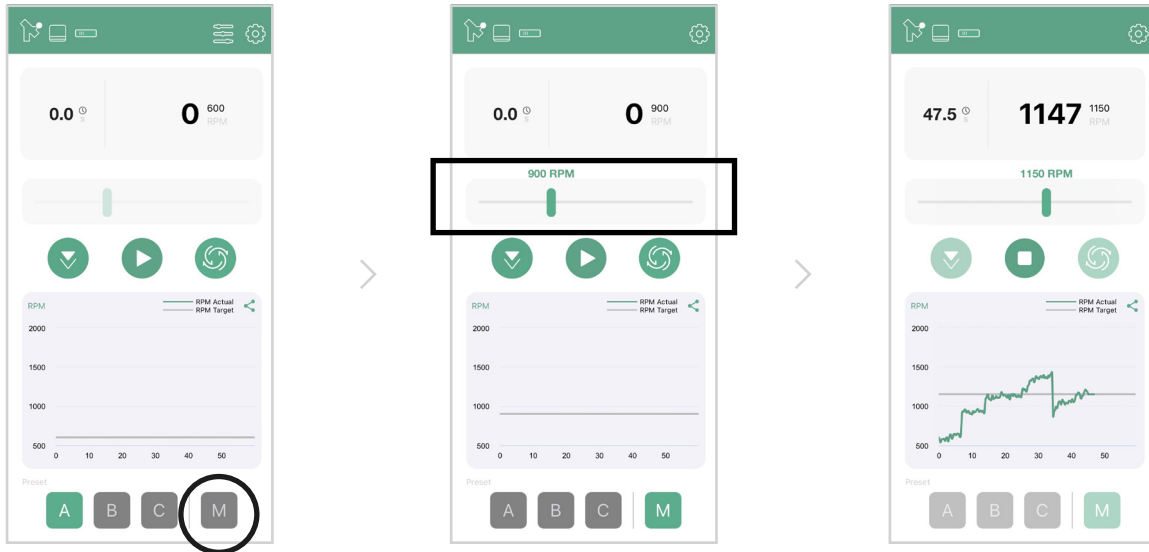 0.0 s
0 600 RPM
RPM
RPM Actual
RPM Target
2000
1500
1000
500
0 10 20 30 40 50
Preset
A B C M
0.0 s
0 900 RPM
900 RPM
RPM
RPM Actual
RPM Target
2000
1500
1000
500
0 10 20 30 40 50
Preset
A B C M
47.5 s
1147 1150 RPM
1150 RPM
RPM
RPM Actual
RPM Target
2000
1500
1000
500
0 10 20 30 40 50
Preset
A B C M